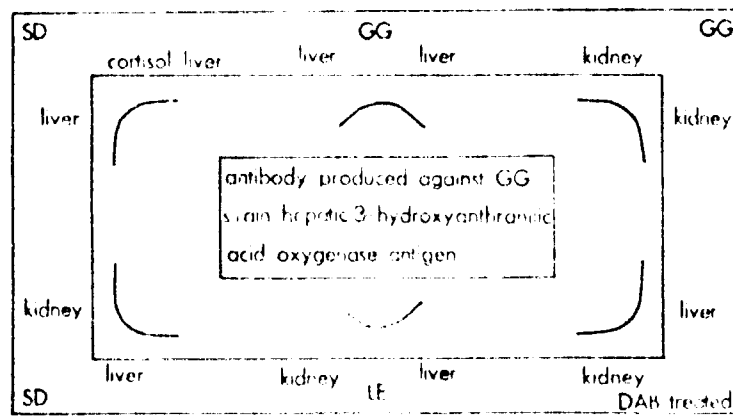 SD GG GG
cortisol liver liver liver kidney
liver kidney
antibody produced against GG
strain hepatic 3-hydroxyanthranilic
acid oxygenase antigen
kidney liver
liver kidney LE liver kidney
SD DAB treated